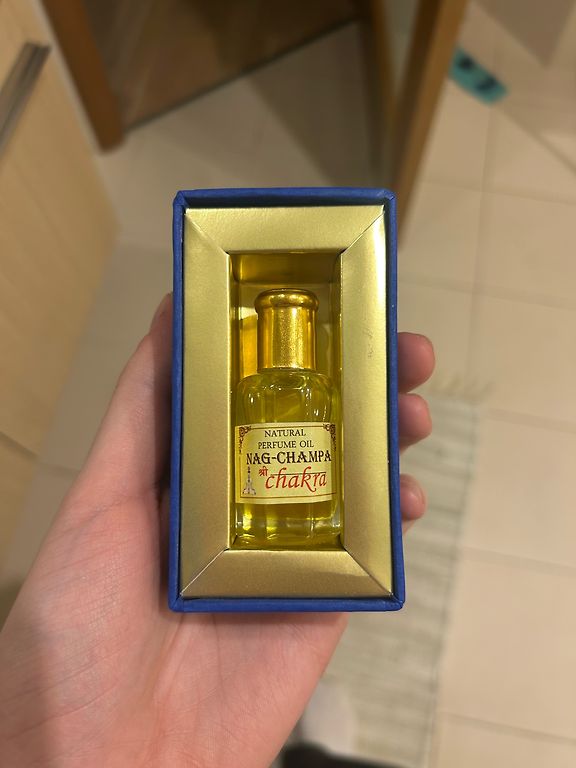 NATURAL
PERFUME OIL
NAG-CHAMPA
श्री chakra